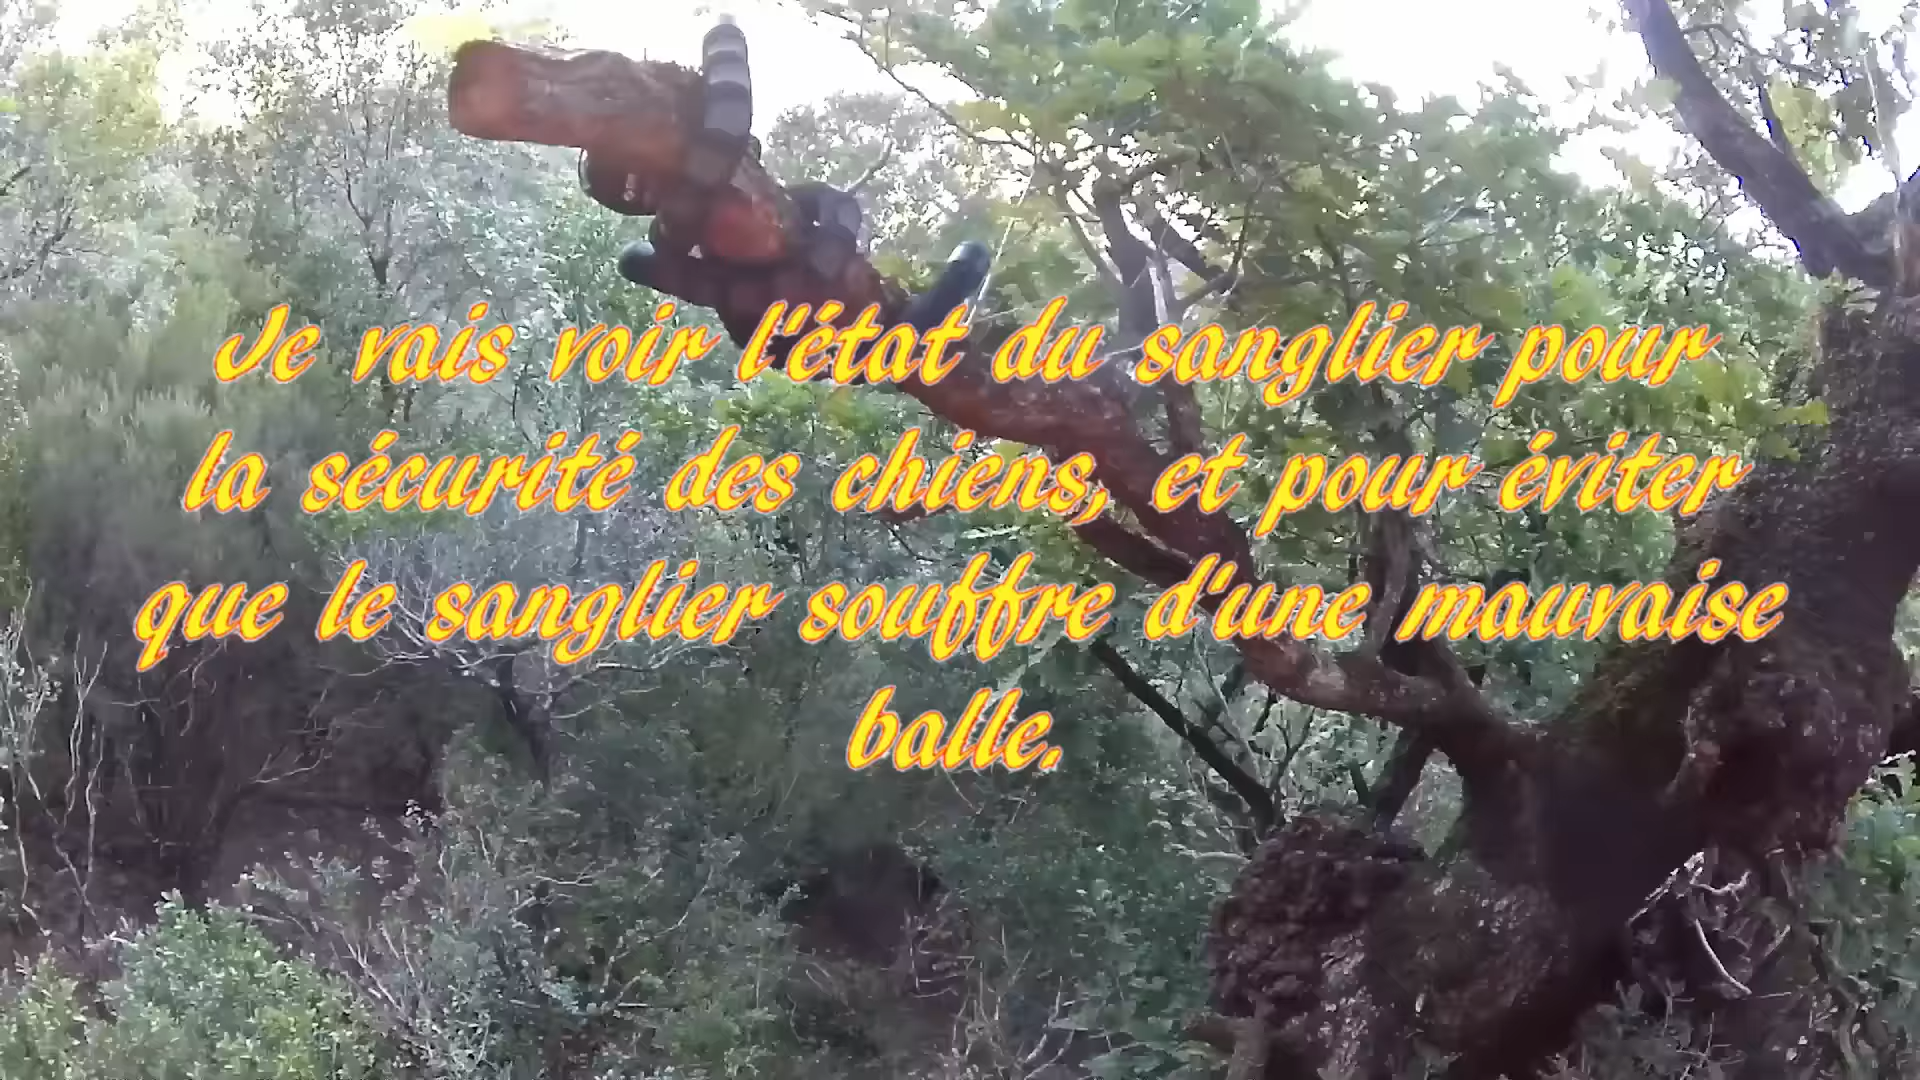 Je vais voir l'état du sanglier pour
la sécurité des chiens, et pour éviter
que le sanglier souffre d'une mauvaise
balle.